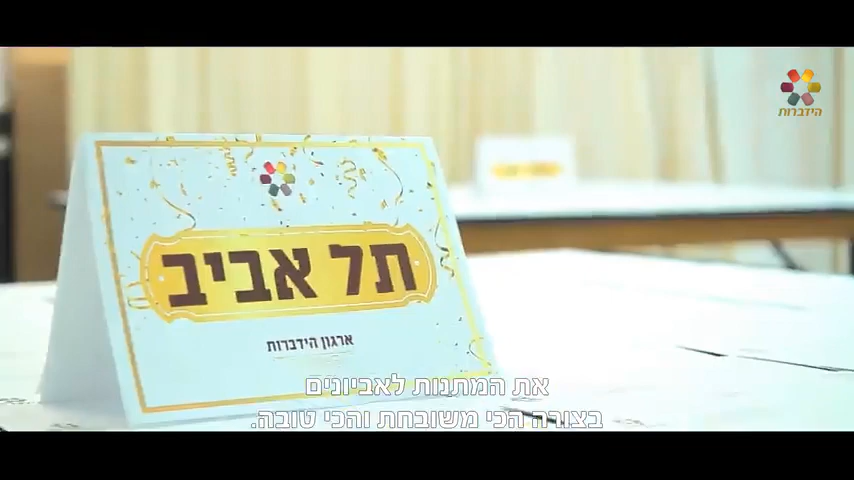 הידברות
תל אביב
ארגון הידברות
את המתנות לאביונים
בצורה הכי משובחת והכי טובה.